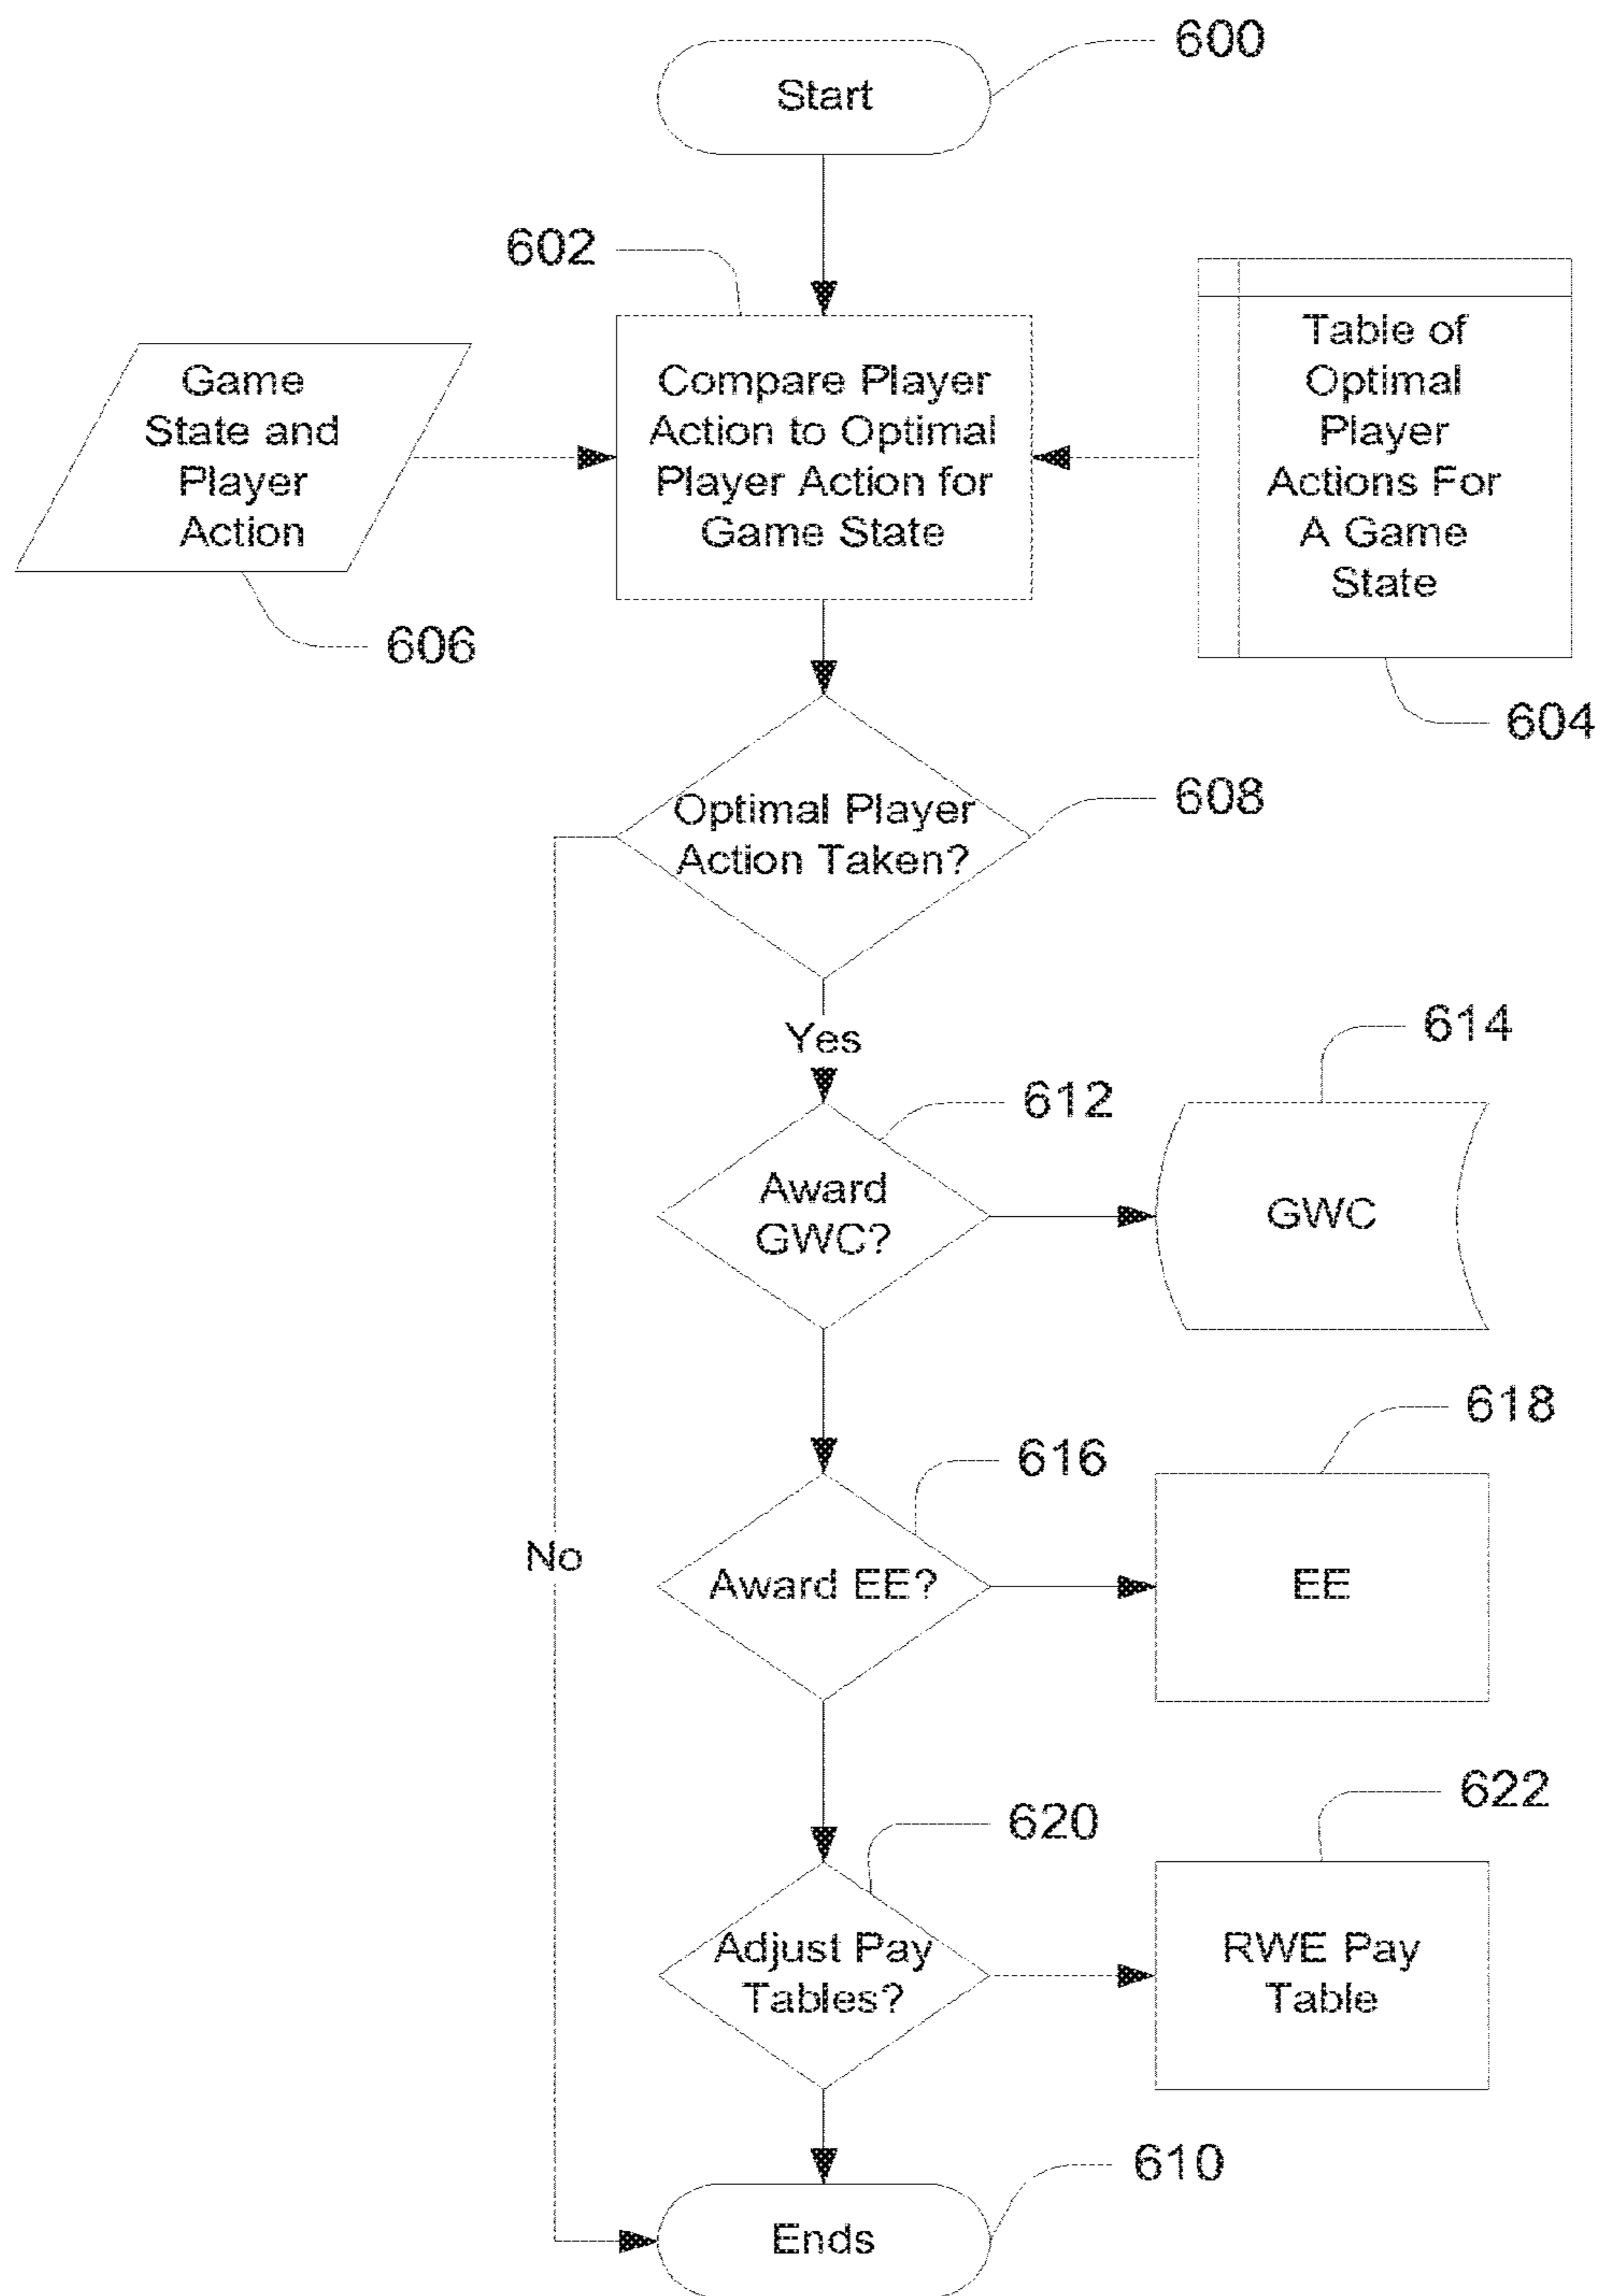 600
Start
602
Game
State and
Player
Action
606
Compare Player
Action to Optimal
Player Action for
Game State
Table of
Optimal
Player
Actions For
A Game
State
604
Optimal Player
Action Taken?
608
Yes
612
Award
GWC?
614
GWC
616
Award EE?
618
EE
No
620
Adjust Pay
Tables?
622
RWE Pay
Table
610
Ends